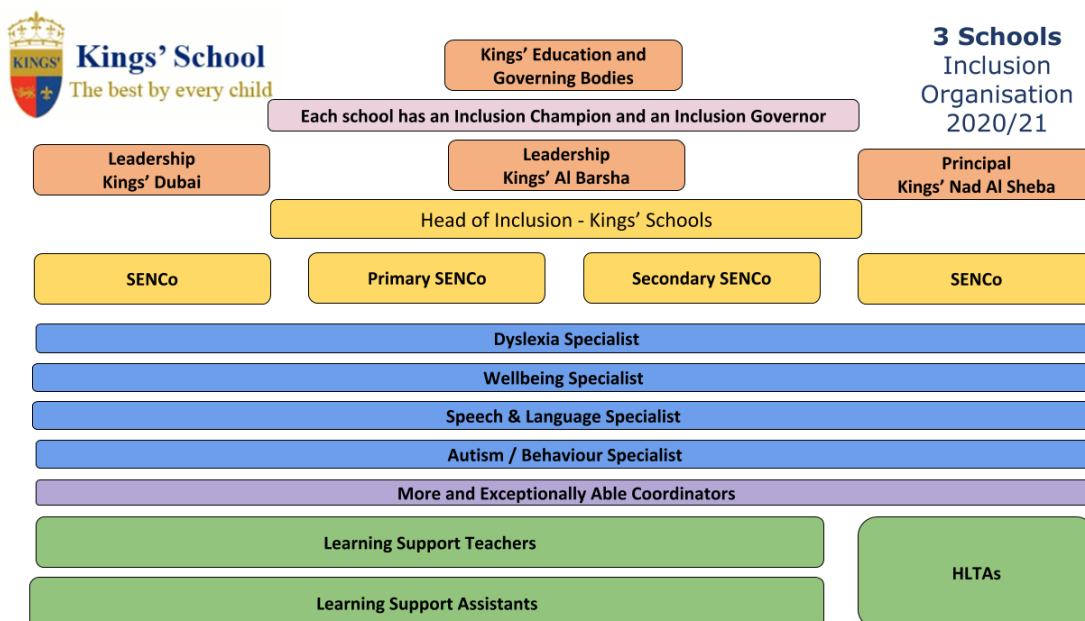 KINGS'
Kings' School
The best by every child
Kings' Education and
Governing Bodies
3 Schools
Inclusion
Organisation
2020/21
Each school has an Inclusion Champion and an Inclusion Governor
Leadership
Kings' Dubai
Leadership
Kings' Al Barsha
Principal
Kings' Nad Al Sheba
Head of Inclusion - Kings' Schools
SENCo
Primary SENCo
Secondary SENCo
SENCo
Dyslexia Specialist
Wellbeing Specialist
Speech & Language Specialist
Autism / Behaviour Specialist
More and Exceptionally Able Coordinators
Learning Support Teachers
HLTAs
Learning Support Assistants